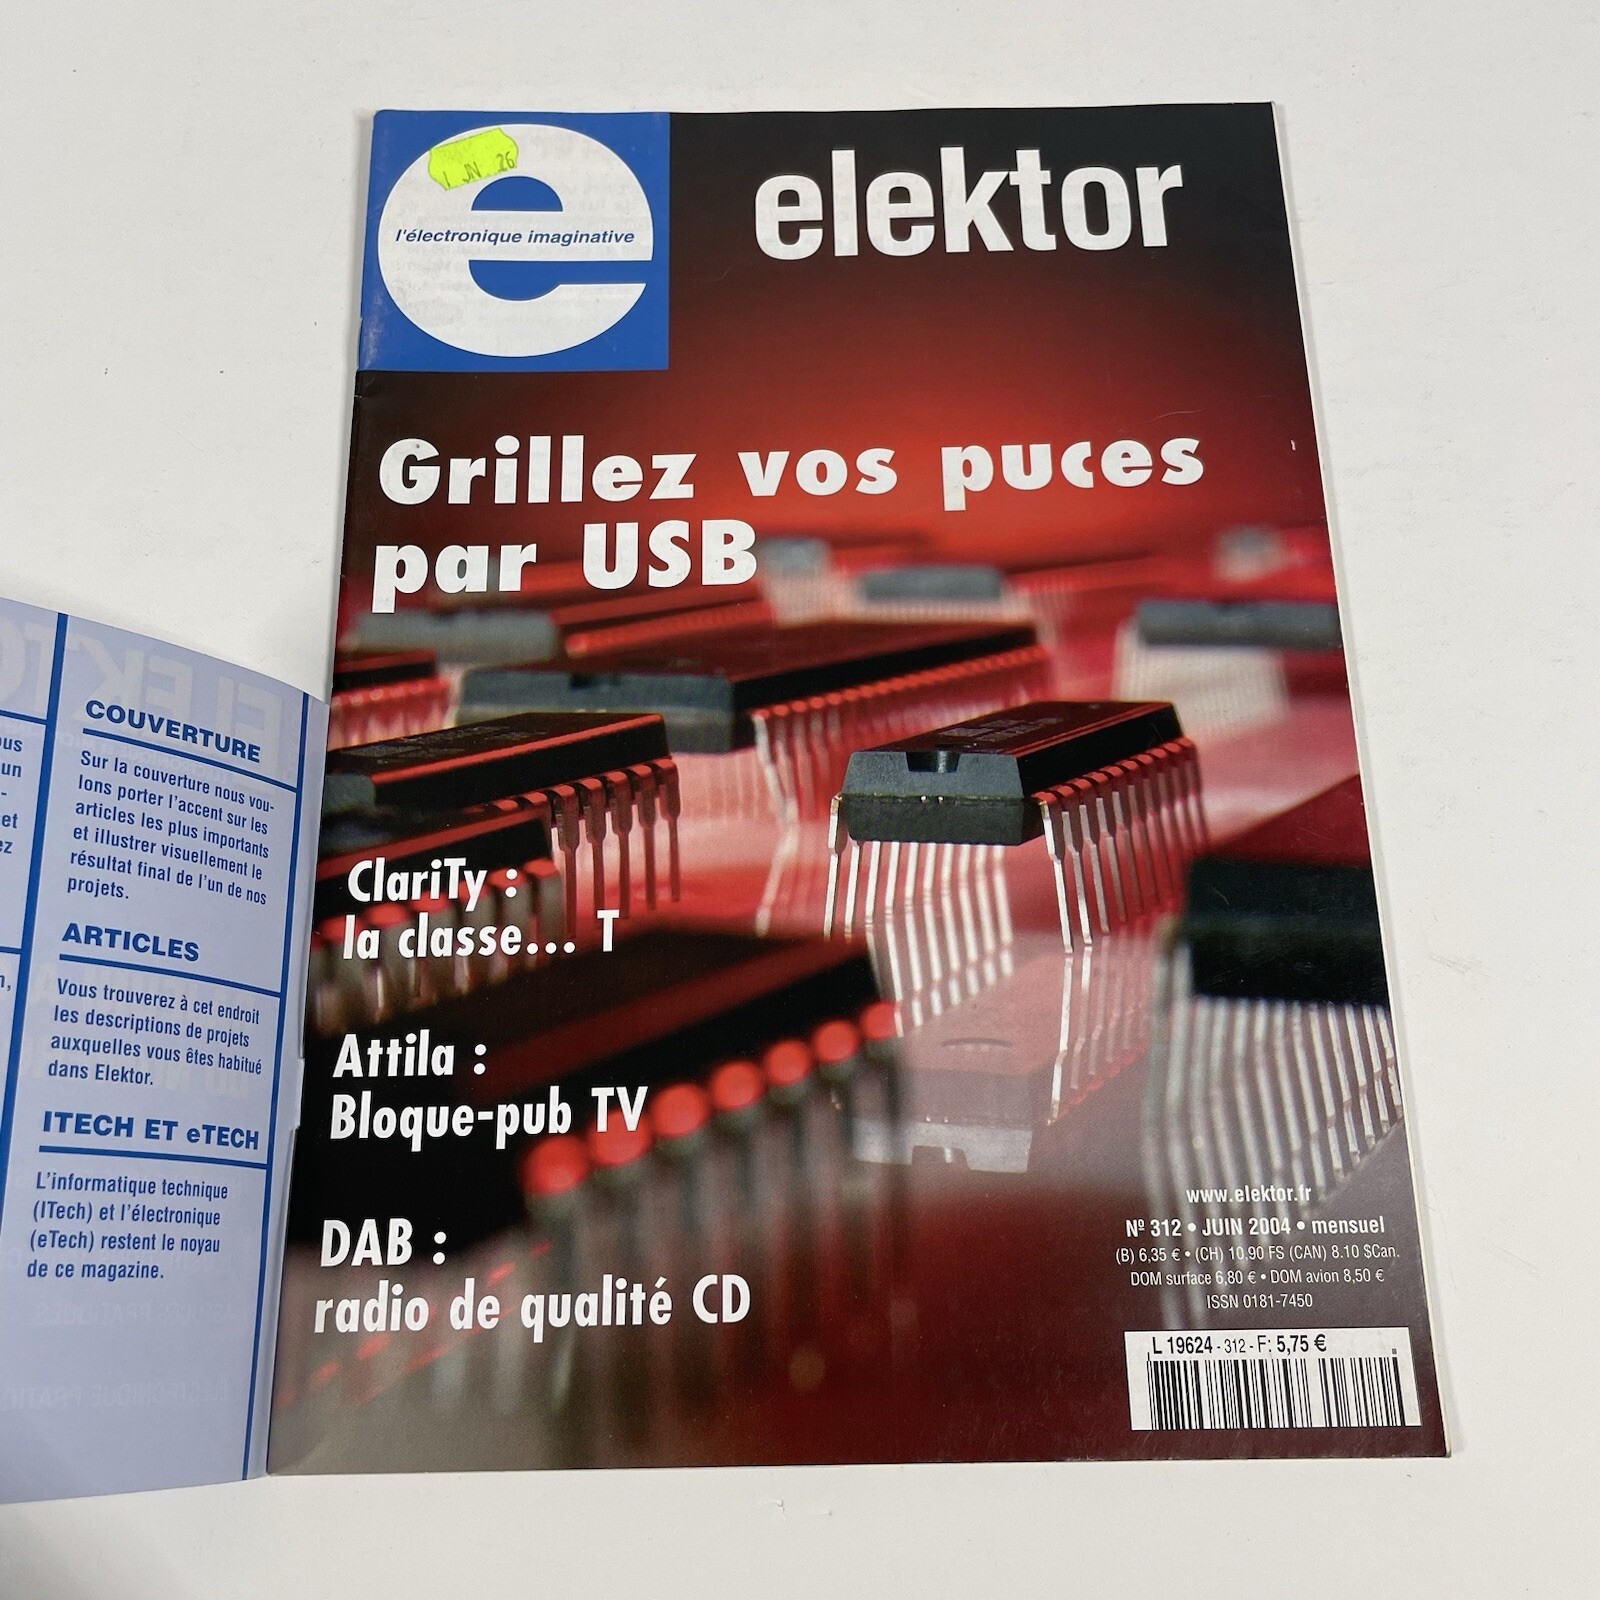 1 JN 26
l'électronique imaginative
elektor
Grillez vos puces
par USB
ClariTy :
la classe... T
Attila :
Bloque-pub TV
DAB :
radio de qualité CD
www.elektor.fr
Nº 312 • JUIN 2004 • mensuel
(B) 6,35 € • (CH) 10.90 FS (CAN) 8.10 $Can.
DOM surface 6,80 € • DOM avion 8,50 €
ISSN 0181-7450
L 19624 - 312 - F: 5,75 €
COUVERTURE
Sur la couverture nous vou-
lons porter l'accent sur les
articles les plus importants
et illustrer visuellement le
résultat final de l'un de nos
projets.
ARTICLES
Vous trouverez à cet endroit
les descriptions de projets
auxquelles vous êtes habitué
dans Elektor.
ITECH ET eTECH
L'informatique technique
(ITech) et l'électronique
(eTech) restent le noyau
de ce magazine.